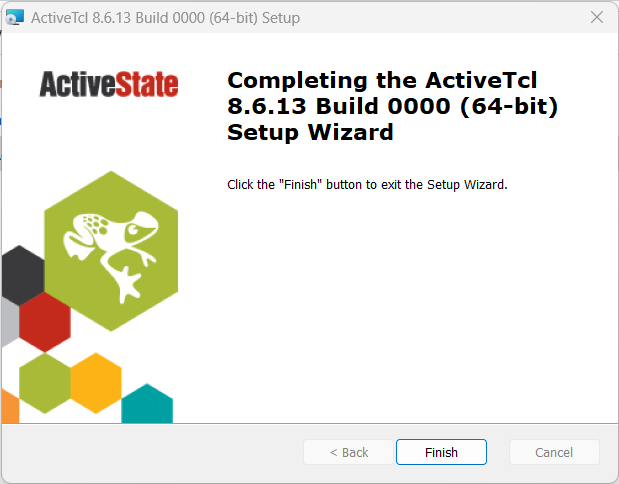 ActiveTcl 8.6.13 Build 0000 (64-bit) Setup
ActiveState
Completing the ActiveTcl
8.6.13 Build 0000 (64-bit)
Setup Wizard
Click the "Finish" button to exit the Setup Wizard.
< Back
Finish
Cancel